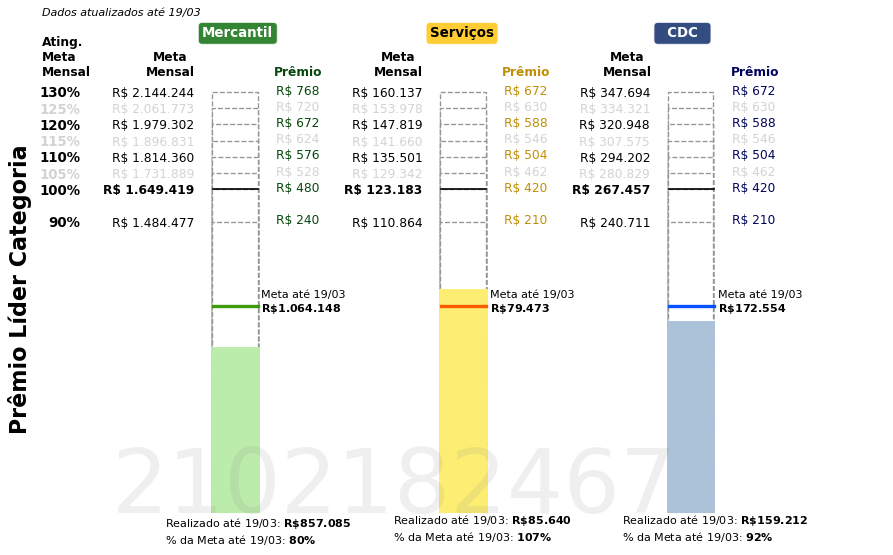 Dados atualizados até 19/03
Mercantil Serviços CDC
Ating. Meta Mensal Meta Mensal Prêmio Meta Mensal Prêmio Meta Mensal Prêmio
130% R$ 2.144.244 R$ 768 R$ 160.137 R$ 672 R$ 347.694 R$ 672
125% R$ 2.061.773 R$ 720 R$ 153.978 R$ 630 R$ 334.321 R$ 630
120% R$ 1.979.302 R$ 672 R$ 147.819 R$ 588 R$ 320.948 R$ 588
115% R$ 1.896.831 R$ 624 R$ 141.660 R$ 546 R$ 307.575 R$ 546
110% R$ 1.814.360 R$ 576 R$ 135.501 R$ 504 R$ 294.202 R$ 504
105% R$ 1.731.889 R$ 528 R$ 129.342 R$ 462 R$ 280.829 R$ 462
100% R$ 1.649.419 R$ 480 R$ 123.183 R$ 420 R$ 267.457 R$ 420
90% R$ 1.484.477 R$ 240 R$ 110.864 R$ 210 R$ 240.711 R$ 210
Prêmio Líder Categoria
Meta até 19/03 Meta até 19/03 Meta até 19/03
R$1.064.148 R$79.473 R$172.554
2102182467
Realizado até 19/03: R$857.085 Realizado até 19/03: R$85.640 Realizado até 19/03: R$159.212
% da Meta até 19/03: 80% % da Meta até 19/03: 107% % da Meta até 19/03: 92%